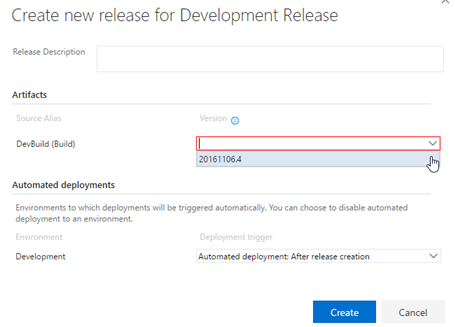 Create new release for Development Release
Release Description
Artifacts
Source Alias Version
DevBuild (Build)
20161106.4
Automated deployments
Environments to which deployments will be triggered automatically. You can choose to disable automated
deployment to an environment.
Environment Deployment trigger
Development Automated deployment: After release creation
Create Cancel